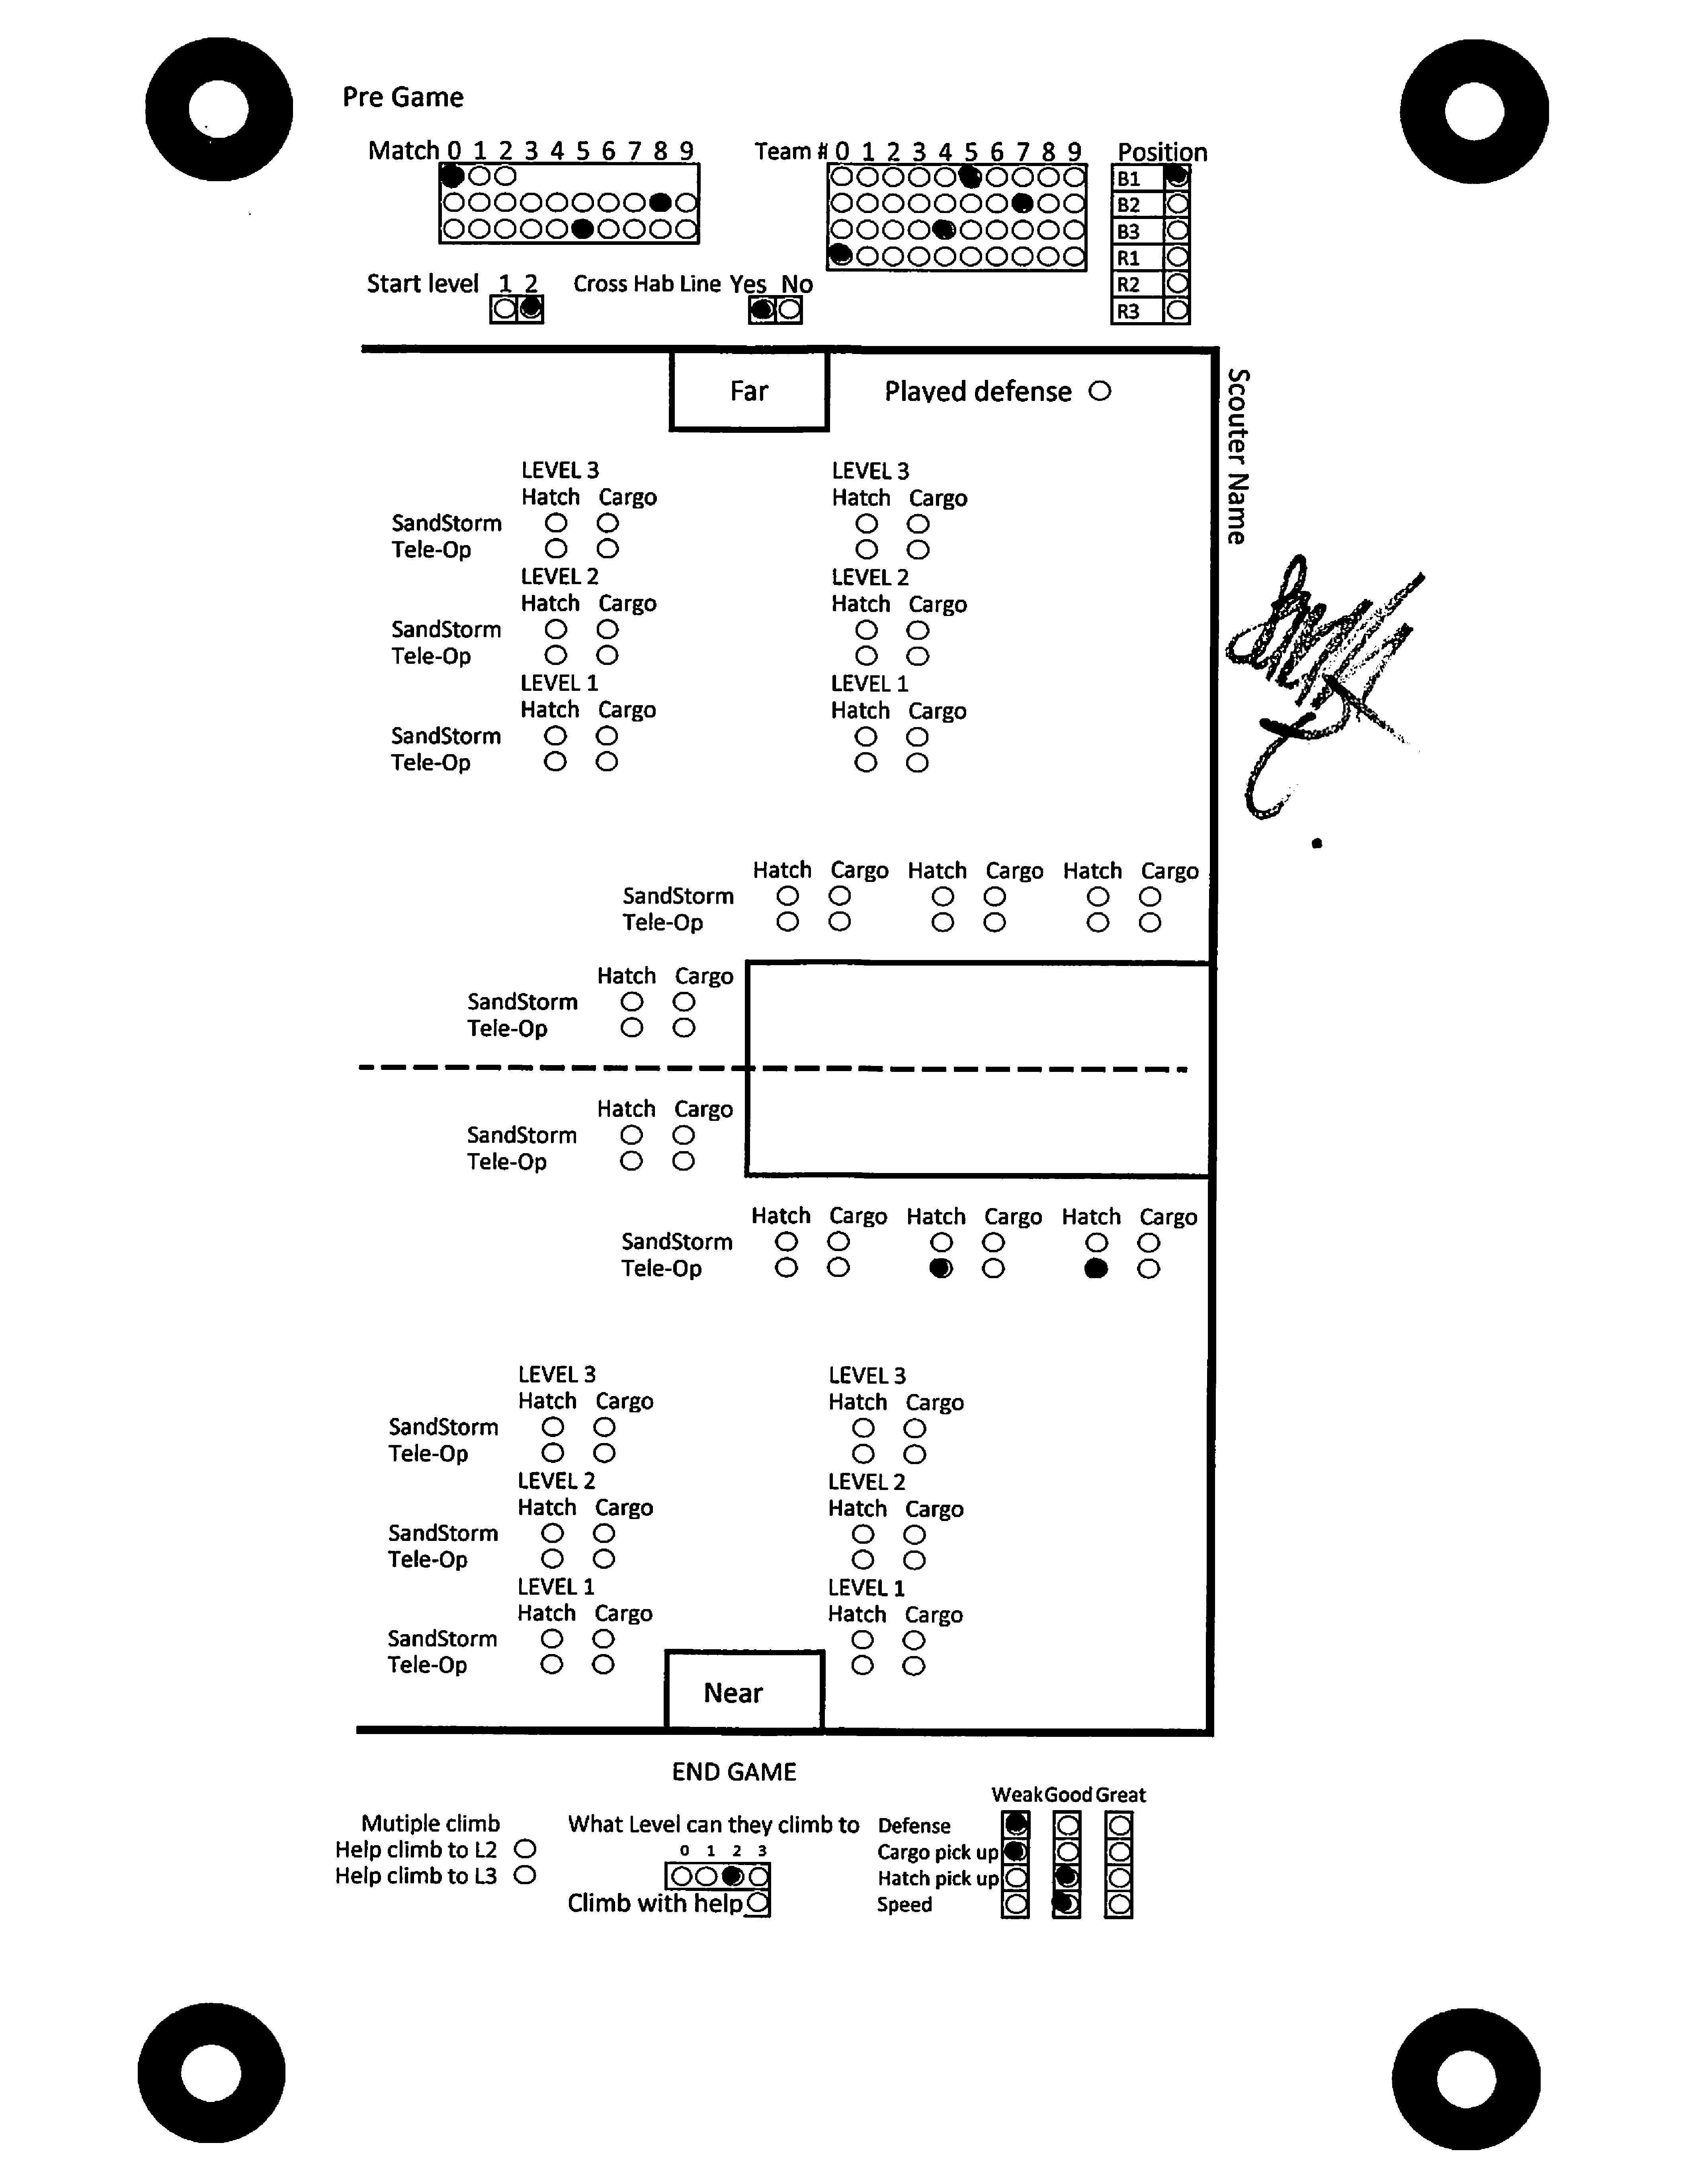 Pre Game
Match 0 1 2 3 4 5 6 7 8 9
Team # 0 1 2 3 4 5 6 7 8 9
Position
B1
B2
B3
R1
R2
R3
Start level 1 2
Cross Hab Line Yes No
Far
Played defense
Scouter Name
LEVEL 3 LEVEL 3
Hatch Cargo Hatch Cargo
SandStorm
Tele-Op
LEVEL 2 LEVEL 2
Hatch Cargo Hatch Cargo
SandStorm
Tele-Op
LEVEL 1 LEVEL 1
Hatch Cargo Hatch Cargo
SandStorm
Tele-Op
Hatch Cargo Hatch Cargo Hatch Cargo
SandStorm
Tele-Op
Hatch Cargo
SandStorm
Tele-Op
Hatch Cargo
SandStorm
Tele-Op
Hatch Cargo Hatch Cargo Hatch Cargo
SandStorm
Tele-Op
LEVEL 3 LEVEL 3
Hatch Cargo Hatch Cargo
SandStorm
Tele-Op
LEVEL 2 LEVEL 2
Hatch Cargo Hatch Cargo
SandStorm
Tele-Op
LEVEL 1 LEVEL 1
Hatch Cargo Hatch Cargo
SandStorm
Tele-Op
Near
END GAME
Mutiple climb
Help climb to L2
Help climb to L3
What Level can they climb to
0 1 2 3
Climb with help
Weak Good Great
Defense
Cargo pick up
Hatch pick up
Speed